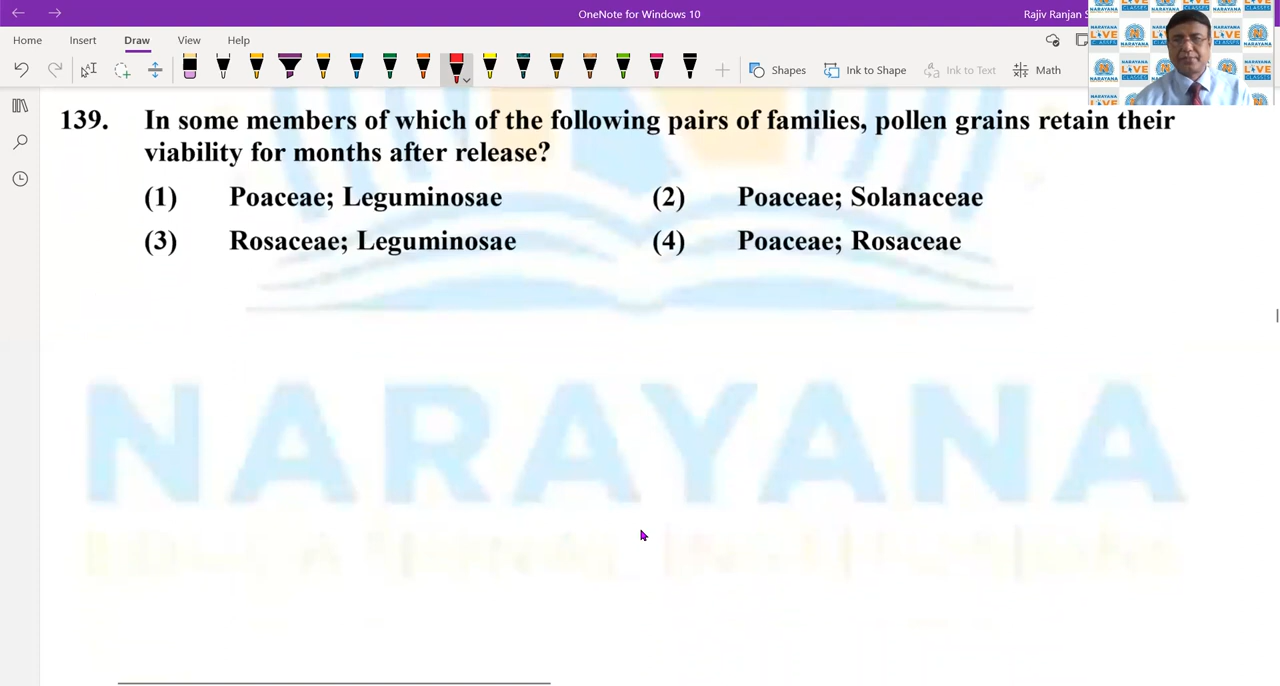 OneNote for Windows 10
Rajiv Ranjan S
Home Insert Draw View Help
Shapes Ink to Shape Ink to Text Math
139. In some members of which of the following pairs of families, pollen grains retain their
viability for months after release?
(1) Poaceae; Leguminosae (2) Poaceae; Solanaceae
(3) Rosaceae; Leguminosae (4) Poaceae; Rosaceae
NARAYANA